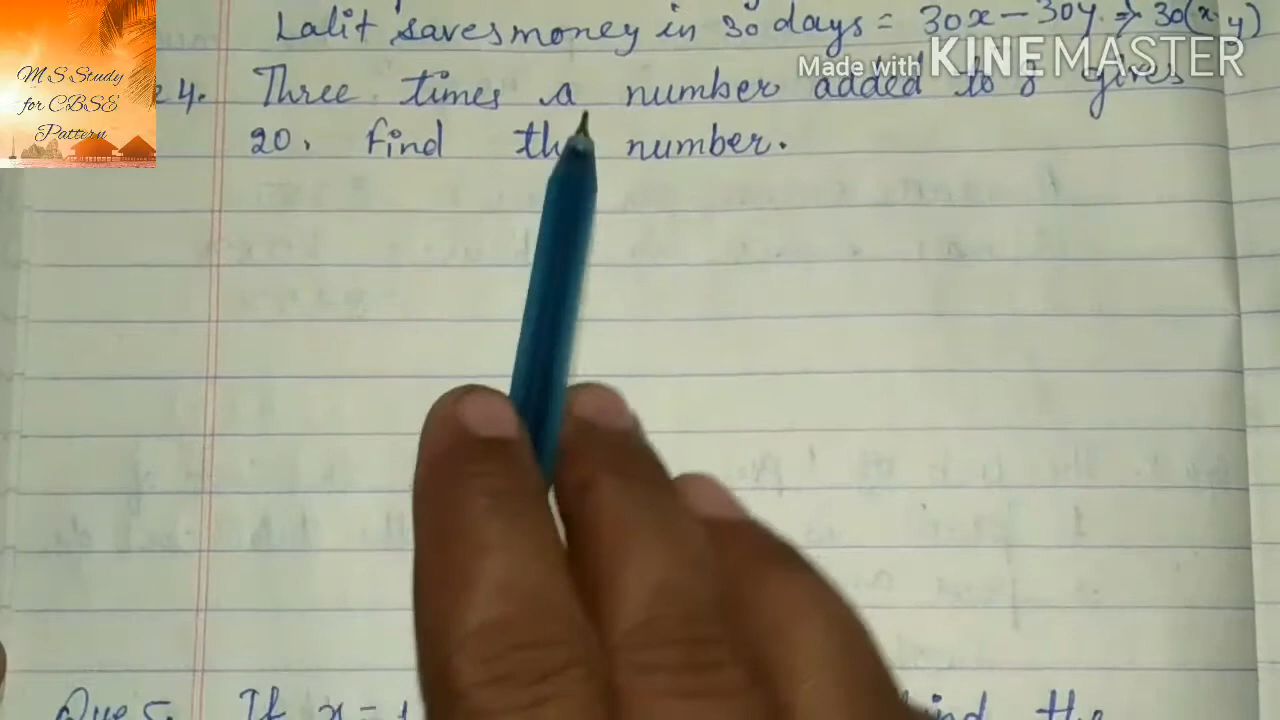 Lalit saves money in 30 days = 30x - 30y ⇒ 30(x-y)
Made with KINEMASTER
MS Study
for CBSE
Pattern
4. Three times a number added to 8 gives
20. Find the number.
Que 5. If x = find the